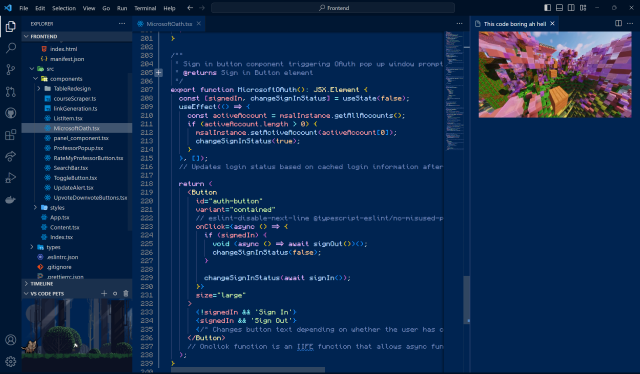 File Edit Selection View Go Run Terminal Help
Frontend
EXPLORER
FRONTEND
index.html
manifest.json
src
components
TableRedesign
courseScraper.ts
linkGeneration.ts
ListItem.tsx
MicrosoftOath.tsx
panel_component.tsx
ProfessorPopup.tsx
RateMyProfessorButton.tsx
SearchBar.tsx
ToggleButton.tsx
UpdateAlert.tsx
UpvoteDownvoteButtons.tsx
styles
App.tsx
Content.tsx
Index.tsx
types
.eslintrc.json
.gitignore
.prettierrc.json
TIMELINE
VS CODE PETS
MicrosoftOath.tsx
201 }
202
203 /**
204 * Sign in button component triggering OAuth pop up window prompt
205 * @returns Sign in Button element
206 */
207 export function MicrosoftOAuth(): JSX.Element {
208 const [signedIn, changeSignInStatus] = useState(false);
209 useEffect(() => {
210 const activeAccount = msalInstance.getAllAccounts();
211 if (activeAccount.length > 0) {
212 msalInstance.setActiveAccount(activeAccount[0]);
213 changeSignInStatus(true);
214 }
215 }, []);
216 // Updates login status based on cached login information after
217
218 return (
219 <Button
220 id="auth-button"
221 variant="contained"
222 // eslint-disable-next-line @typescript-eslint/no-misused-p
223 onClick={async () => {
224 if (signedIn) {
225 void (async () => await signOut())();
226 changeSignInStatus(false);
227 }
228
229 changeSignInStatus(await signIn());
230 }}
231 size="large"
232 >
233 {!signedIn && 'Sign In'}
234 {signedIn && 'Sign Out'}
235 {/* Changes button text depending on whether the user has c
236 </Button>
237 // Onclick function is an IIFE function that allows async fun
238 );
239 }
This code boring ah hell